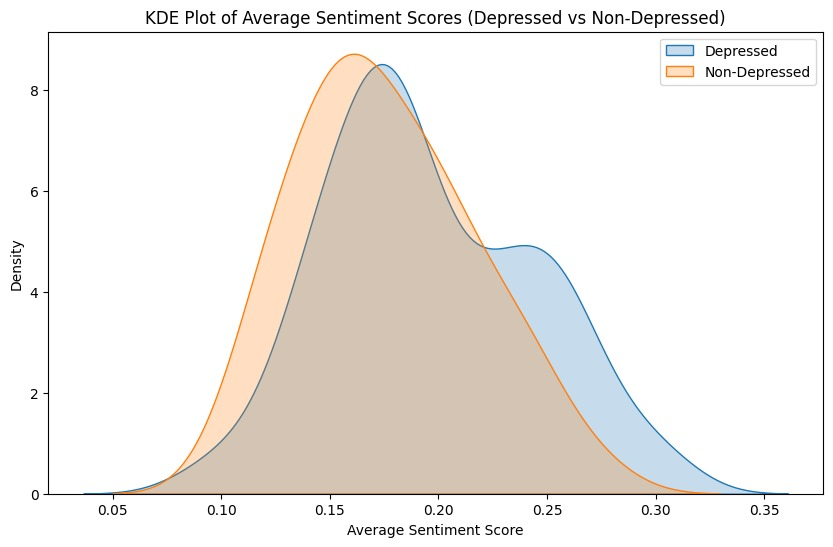 KDE Plot of Average Sentiment Scores (Depressed vs Non-Depressed)
Depressed
Non-Depressed
8
6
4
2
0
Density
0.05 0.10 0.15 0.20 0.25 0.30 0.35
Average Sentiment Score